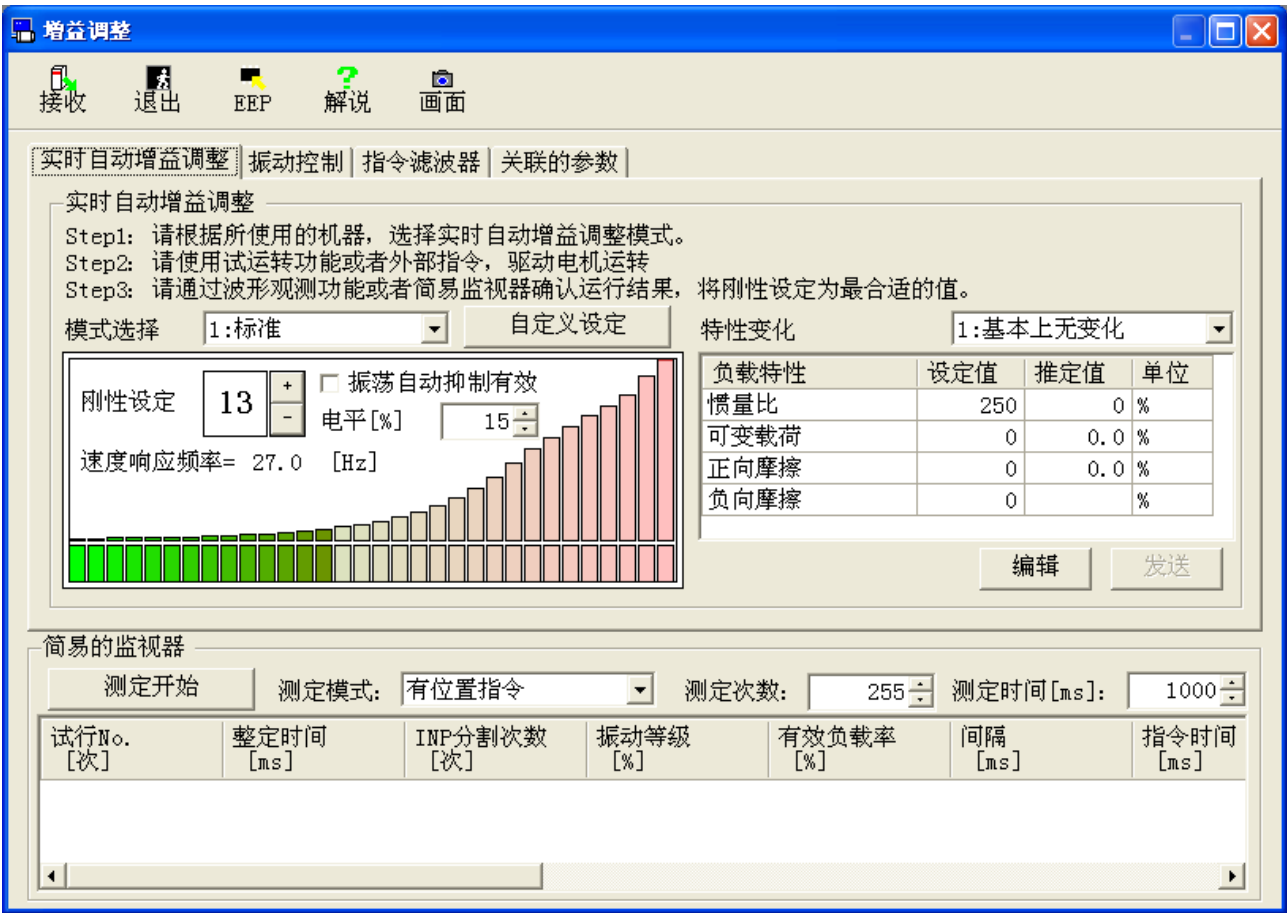 增益调整
接收 退出 EEP 解说 画面
实时自动增益调整 振动控制 指令滤波器 关联的参数
实时自动增益调整
Step1: 请根据所使用的机器，选择实时自动增益调整模式。
Step2: 请使用试运转功能或者外部指令，驱动电机运转
Step3: 请通过波形观测功能或者简易监视器确认运行结果，将刚性设定为最合适的值。
模式选择 1:标准 自定义设定 特性变化 1:基本上无变化
刚性设定 13 + - 振荡自动抑制有效
电平[%] 15
速度响应频率= 27.0 [Hz]
负载特性 设定值 推定值 单位
惯量比 250 0 %
可变载荷 0 0.0 %
正向摩擦 0 0.0 %
负向摩擦 0 %
编辑 发送
简易的监视器
测定开始 测定模式: 有位置指令 测定次数: 255 测定时间[ms]: 1000
试行No. 整定时间 INP分割次数 振动等级 有效负载率 间隔 指令时间
[次] [ms] [次] [%] [%] [ms] [ms]